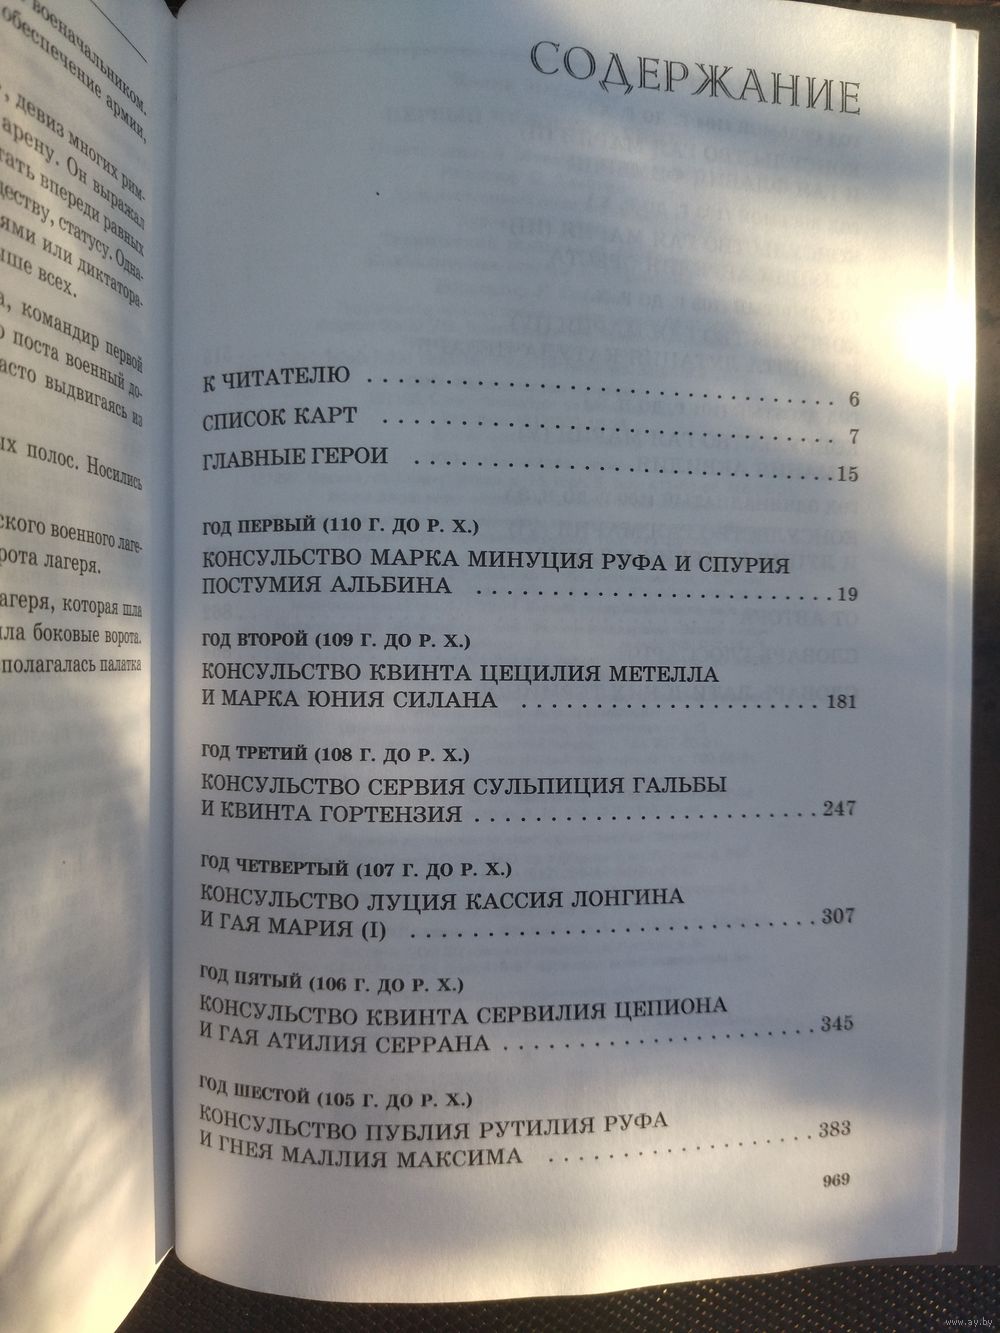 военачальником.
обеспечение армии,
девиз многих рим-
арену. Он выражал
впереди равных
статусу. Одна-
или диктатора-
всех.
командир первой
поста военный до-
выдвигаясь из
полос. Носились
военного лаге-
лагеря.
которая шла
боковые ворота.
палатка
СОДЕРЖАНИЕ
К ЧИТАТЕЛЮ . . . . . . . . . . . . . . . . . . . . . . . . . . . . . . 6
СПИСОК КАРТ . . . . . . . . . . . . . . . . . . . . . . . . . . . . . 7
ГЛАВНЫЕ ГЕРОИ . . . . . . . . . . . . . . . . . . . . . . . . . . . 15
ГОД ПЕРВЫЙ (110 Г. ДО Р. Х.)
КОНСУЛЬСТВО МАРКА МИНУЦИЯ РУФА И СПУРИЯ
ПОСТУМИЯ АЛЬБИНА . . . . . . . . . . . . . . . . . . . . . . . 19
ГОД ВТОРОЙ (109 Г. ДО Р. Х.)
КОНСУЛЬСТВО КВИНТА ЦЕЦИЛИЯ МЕТЕЛЛА
И МАРКА ЮНИЯ СИЛАНА . . . . . . . . . . . . . . . . . . . . 181
ГОД ТРЕТИЙ (108 Г. ДО Р. Х.)
КОНСУЛЬСТВО СЕРВИЯ СУЛЬПИЦИЯ ГАЛЬБЫ
И КВИНТА ГОРТЕНЗИЯ . . . . . . . . . . . . . . . . . . . . . . 247
ГОД ЧЕТВЕРТЫЙ (107 Г. ДО Р. Х.)
КОНСУЛЬСТВО ЛУЦИЯ КАССИЯ ЛОНГИНА
И ГАЯ МАРИЯ (I) . . . . . . . . . . . . . . . . . . . . . . . . . . 307
ГОД ПЯТЫЙ (106 Г. ДО Р. Х.)
КОНСУЛЬСТВО КВИНТА СЕРВИЛИЯ ЦЕПИОНА
И ГАЯ АТИЛИЯ СЕРРАНА . . . . . . . . . . . . . . . . . . . . 345
ГОД ШЕСТОЙ (105 Г. ДО Р. Х.)
КОНСУЛЬСТВО ПУБЛИЯ РУТИЛИЯ РУФА
И ГНЕЯ МАЛЛИЯ МАКСИМА . . . . . . . . . . . . . . . . . 383
969
www.ay.by